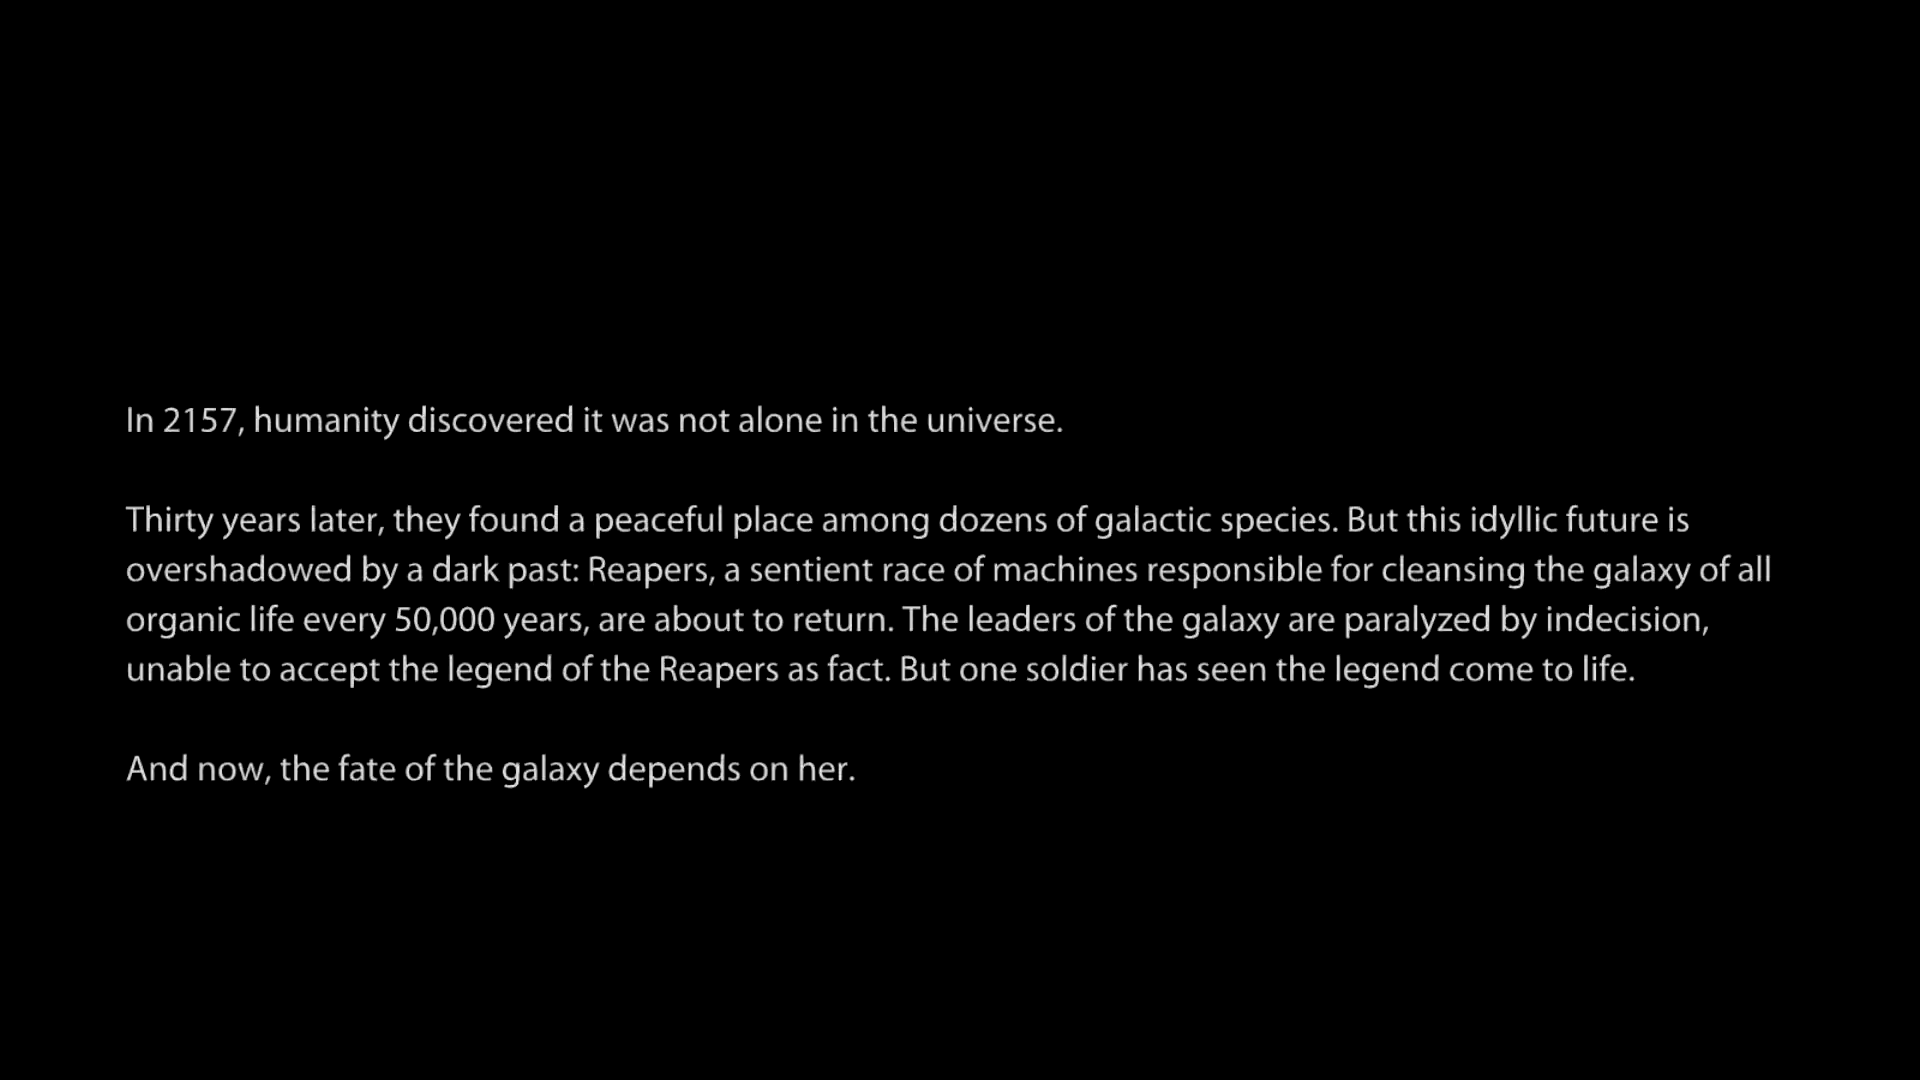 In 2157, humanity discovered it was not alone in the universe.
Thirty years later, they found a peaceful place among dozens of galactic species. But this idyllic future is
overshadowed by a dark past: Reapers, a sentient race of machines responsible for cleansing the galaxy of all
organic life every 50,000 years, are about to return. The leaders of the galaxy are paralyzed by indecision,
unable to accept the legend of the Reapers as fact. But one soldier has seen the legend come to life.
And now, the fate of the galaxy depends on her.